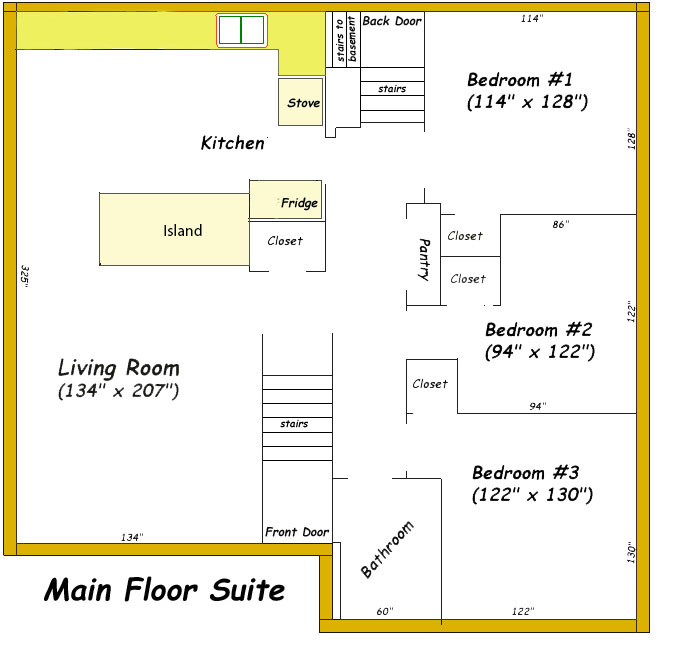 stairs to
basement
Back Door
114"
Bedroom #1
(114" x 128")
stairs
Stove
128"
Kitchen
Fridge
Island
Closet
Closet
86"
Pantry
Closet
325"
122"
Bedroom #2
(94" x 122")
Living Room
(134" x 207")
Closet
94"
stairs
Bedroom #3
(122" x 130")
Front Door
134"
Bathroom
130"
Main Floor Suite
60"
122"